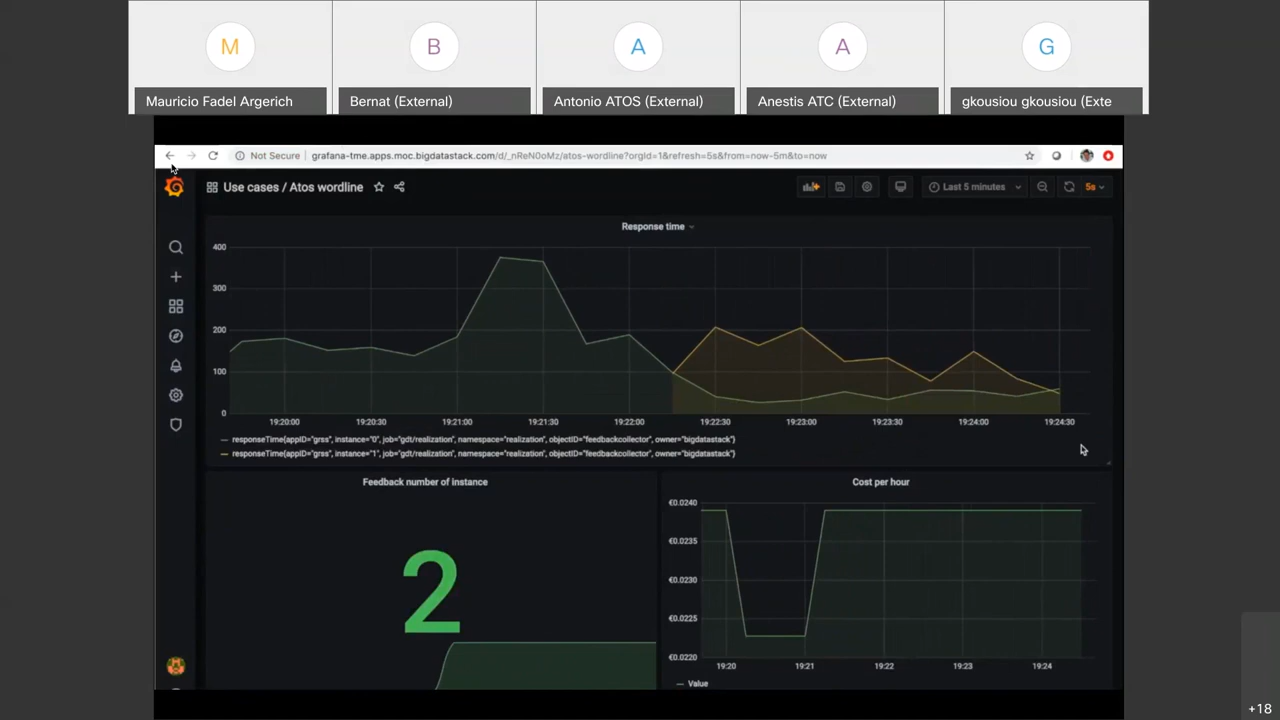 M
B
A
A
G
Mauricio Fadel Argerich
Bernat (External)
Antonio ATOS (External)
Anestis ATC (External)
gkousiou gkousiou (Exte
Not Secure
grafana-tme.apps.moc.bigdatastack.com/d/_nReN0oMz/atos-wordline?orgId=1&refresh=5s&from=now-5m&to=now
Use cases / Atos wordline
Last 5 minutes
5s
Response time
400
300
200
100
0
19:20:00 19:20:30 19:21:00 19:21:30 19:22:00 19:22:30 19:23:00 19:23:30 19:24:00 19:24:30
responseTime{appID="grss", instance="0", job="gdt/realization", namespace="realization", objectID="feedbackcollector", owner="bigdatastack"}
responseTime{appID="grss", instance="1", job="gdt/realization", namespace="realization", objectID="feedbackcollector", owner="bigdatastack"}
Feedback number of instance
2
Cost per hour
€0.0240
€0.0235
€0.0230
€0.0225
€0.0220
19:20 19:21 19:22 19:23 19:24
Value
+18